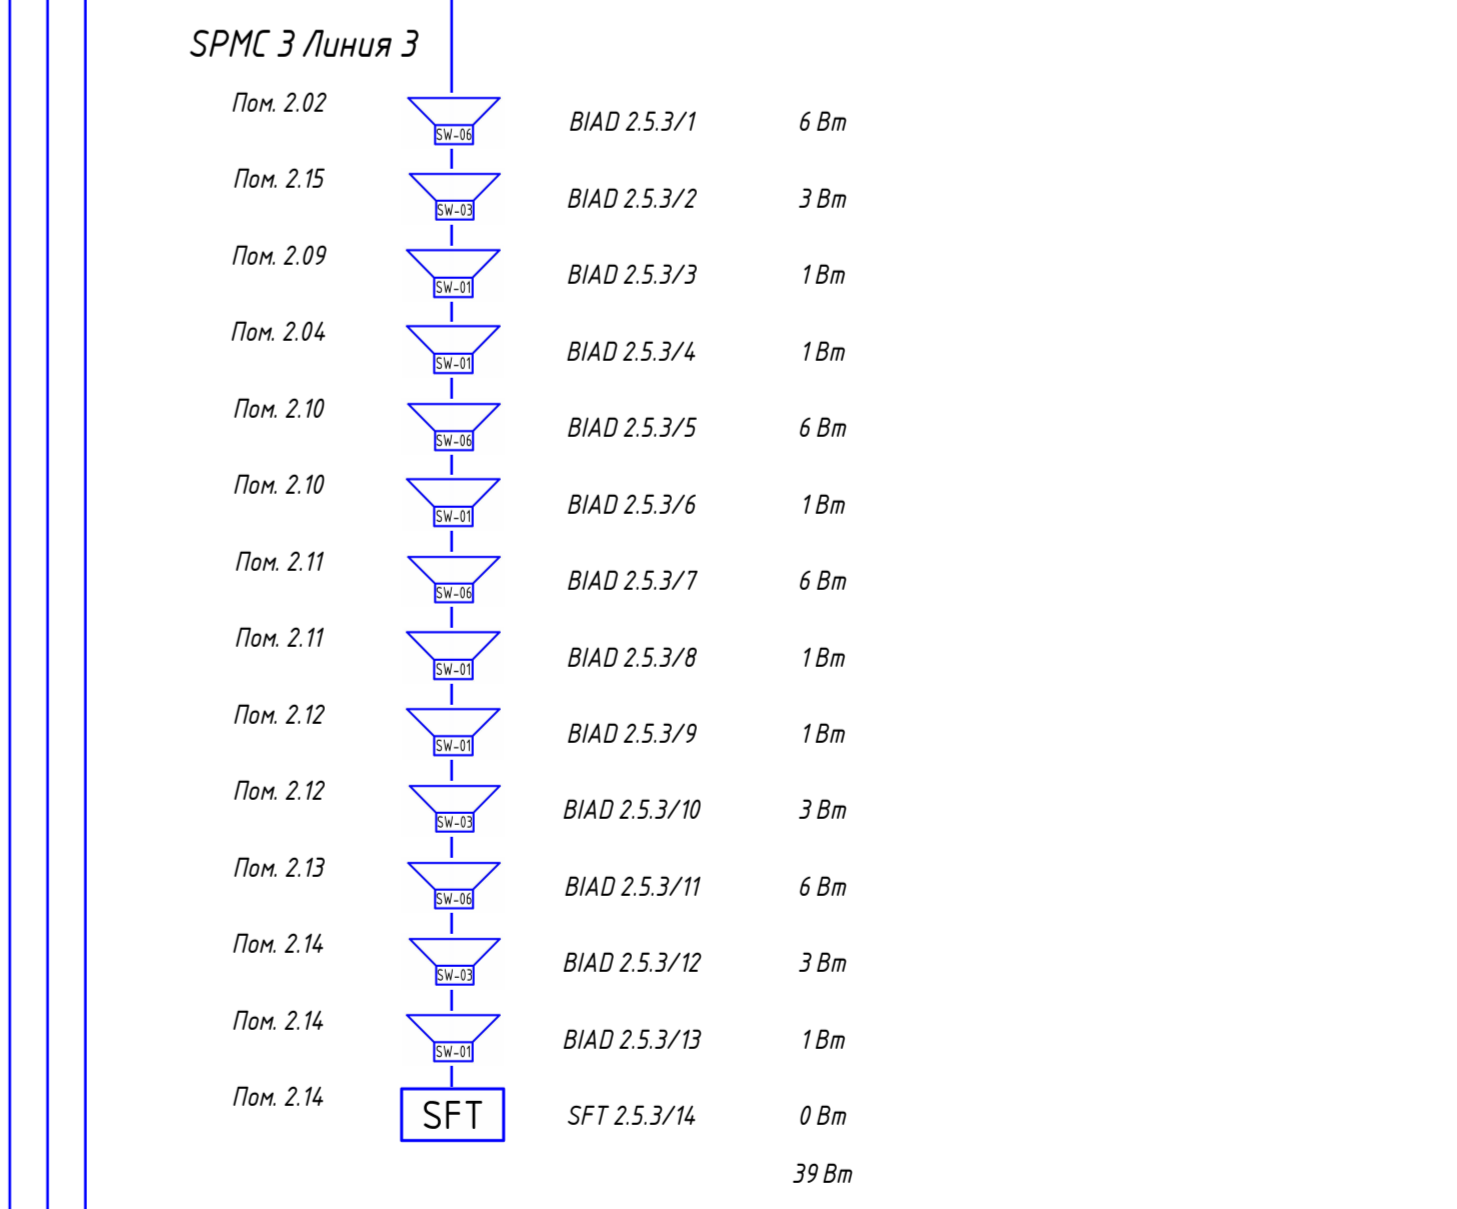 SPMC 3 Линия 3
Пом. 2.02
SW-06
BIAD 2.5.3/1
6 Вт
Пом. 2.15
SW-03
BIAD 2.5.3/2
3 Вт
Пом. 2.09
SW-01
BIAD 2.5.3/3
1 Вт
Пом. 2.04
SW-01
BIAD 2.5.3/4
1 Вт
Пом. 2.10
SW-06
BIAD 2.5.3/5
6 Вт
Пом. 2.10
SW-01
BIAD 2.5.3/6
1 Вт
Пом. 2.11
SW-06
BIAD 2.5.3/7
6 Вт
Пом. 2.11
SW-01
BIAD 2.5.3/8
1 Вт
Пом. 2.12
SW-01
BIAD 2.5.3/9
1 Вт
Пом. 2.12
SW-03
BIAD 2.5.3/10
3 Вт
Пом. 2.13
SW-06
BIAD 2.5.3/11
6 Вт
Пом. 2.14
SW-03
BIAD 2.5.3/12
3 Вт
Пом. 2.14
SW-01
BIAD 2.5.3/13
1 Вт
Пом. 2.14
SFT
SFT 2.5.3/14
0 Вт
39 Вт